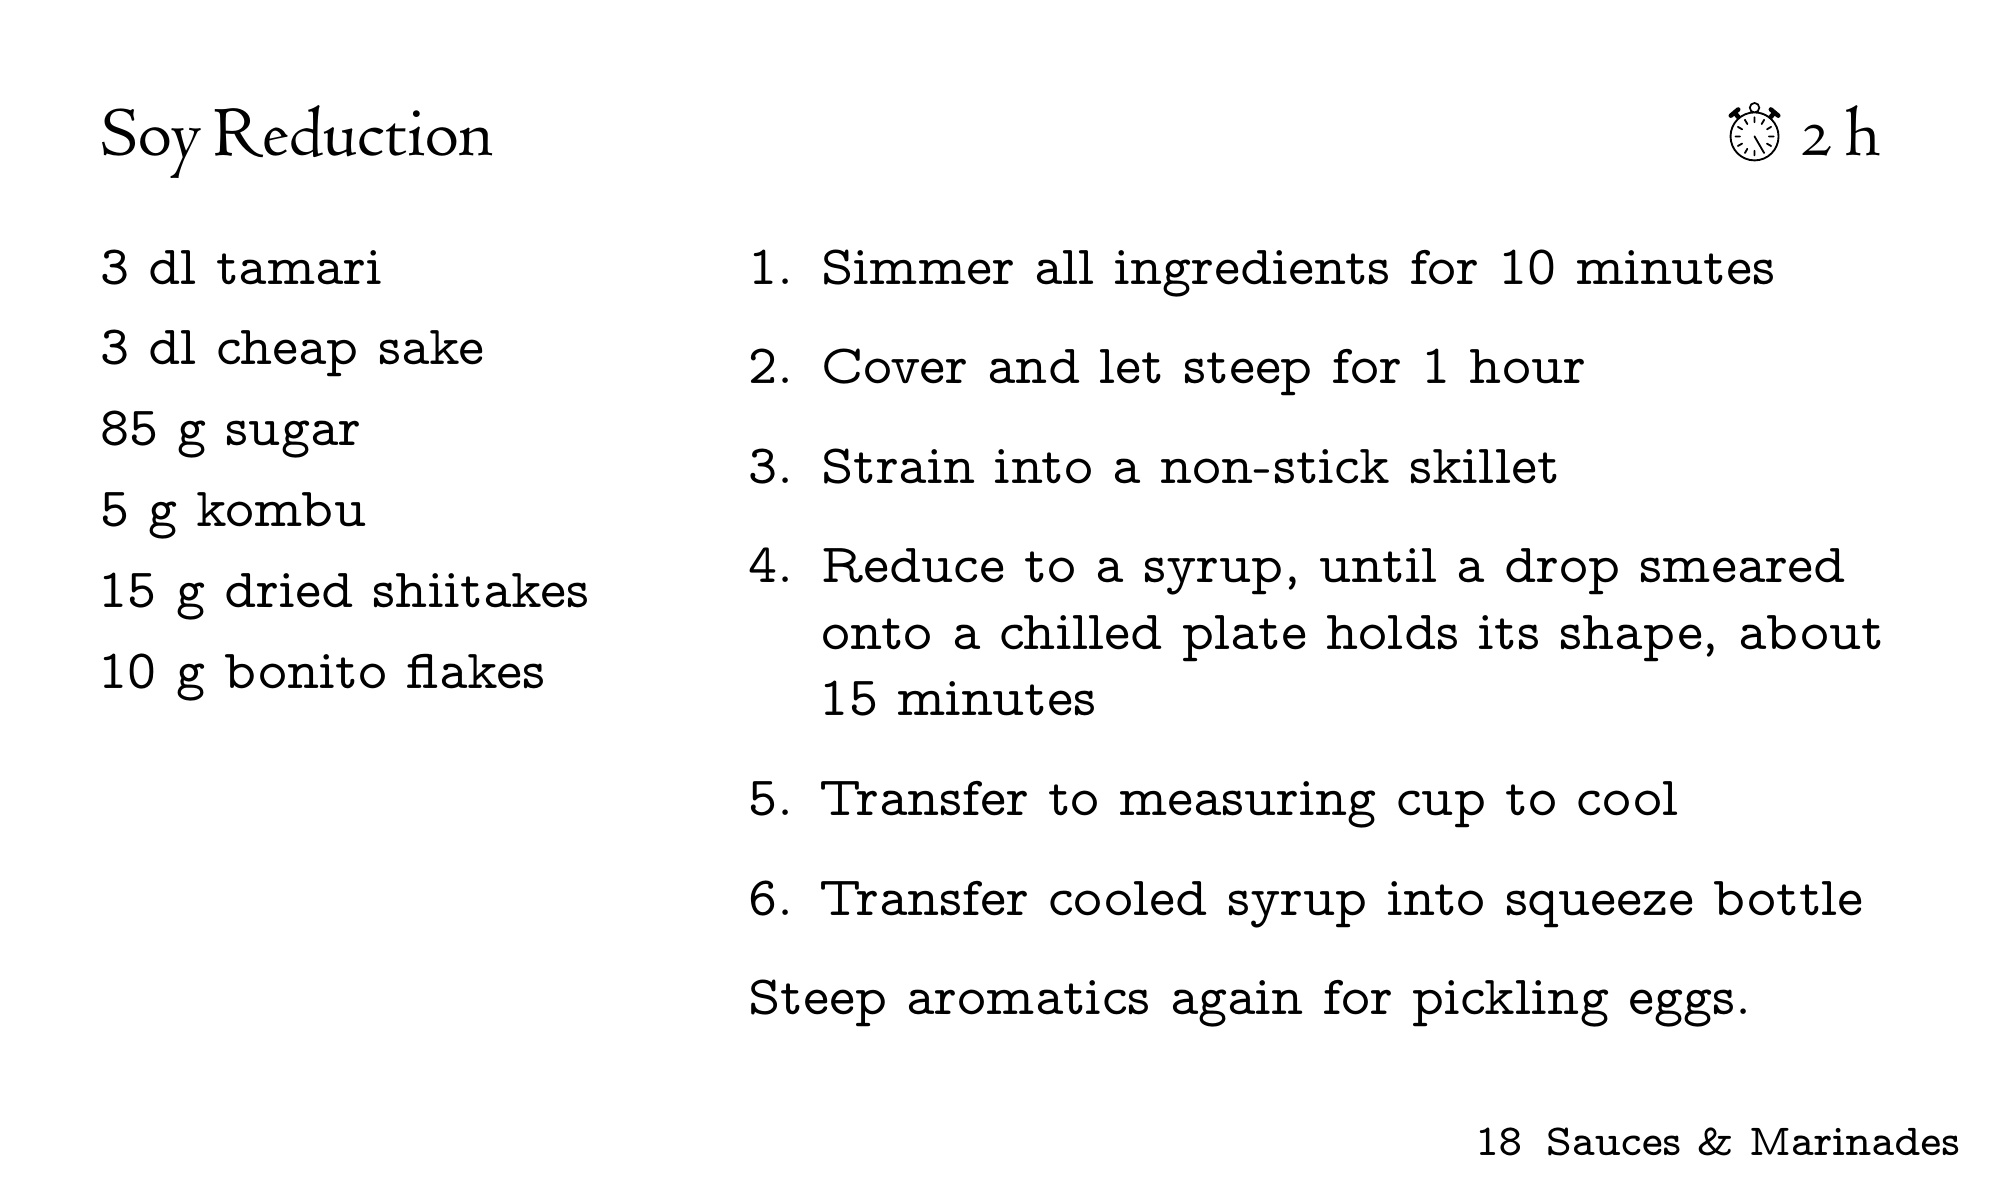 Soy Reduction
2 h
3 dl tamari
3 dl cheap sake
85 g sugar
5 g kombu
15 g dried shiitakes
10 g bonito flakes
1. Simmer all ingredients for 10 minutes
2. Cover and let steep for 1 hour
3. Strain into a non-stick skillet
4. Reduce to a syrup, until a drop smeared
onto a chilled plate holds its shape, about
15 minutes
5. Transfer to measuring cup to cool
6. Transfer cooled syrup into squeeze bottle
Steep aromatics again for pickling eggs.
18 Sauces & Marinades